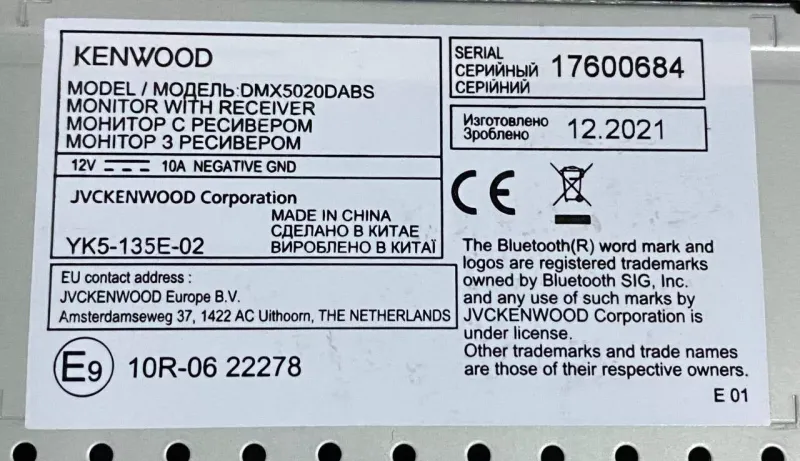 KENWOOD
MODEL / МОДЕЛЬ:DMX5020DABS
MONITOR WITH RECEIVER
МОНИТОР С РЕСИВЕРОМ
МОНІТОР З РЕСИВЕРОМ
12V 10A NEGATIVE GND
JVCKENWOOD Corporation
MADE IN CHINA
СДЕЛАНО В КИТАЕ
YK5-135E-02 ВИРОБЛЕНО В КИТАЇ
EU contact address :
JVCKENWOOD Europe B.V.
Amsterdamseweg 37, 1422 AC Uithoorn, THE NETHERLANDS
E9 10R-06 22278
SERIAL
СЕРИЙНЫЙ 17600684
СЕРІЙНИЙ
Изготовлено
Зроблено 12.2021
CE
The Bluetooth(R) word mark and
logos are registered trademarks
owned by Bluetooth SIG, Inc.
and any use of such marks by
JVCKENWOOD Corporation is
under license.
Other trademarks and trade names
are those of their respective owners.
E 01